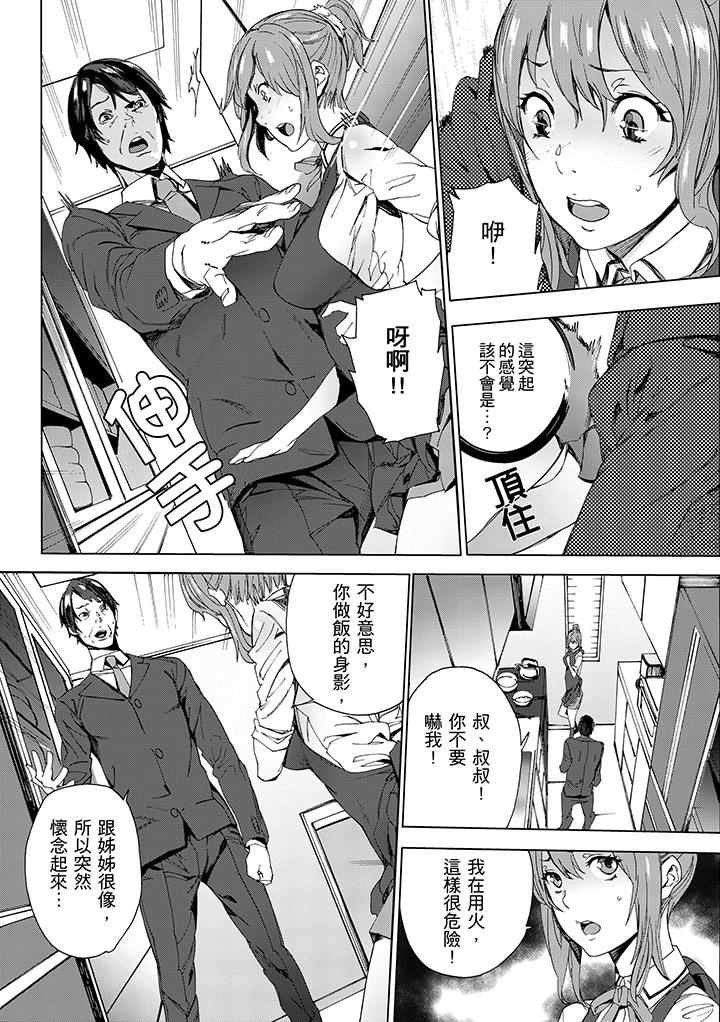 咿！
這突起
的感覺
該不會是…？
頂住
呀啊!!
伸手
叔、叔叔！
你不要
嚇我！
我在用火，
這樣很危險！
不好意思，
你做飯的身影，
跟姊姊很像，
所以突然
懷念起來…